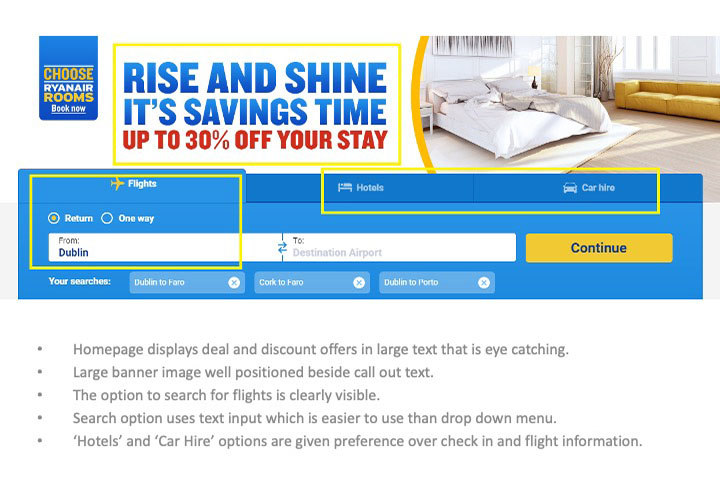 CHOOSE
RYANAIR
ROOMS
Book now
RISE AND SHINE
IT'S SAVINGS TIME
UP TO 30% OFF YOUR STAY
Flights
Hotels
Car hire
Return
One way
From:
Dublin
To:
Destination Airport
Continue
Your searches:
Dublin to Faro
Cork to Faro
Dublin to Porto
• Homepage displays deal and discount offers in large text that is eye catching.
• Large banner image well positioned beside call out text.
• The option to search for flights is clearly visible.
• Search option uses text input which is easier to use than drop down menu.
• ‘Hotels’ and ‘Car Hire’ options are given preference over check in and flight information.